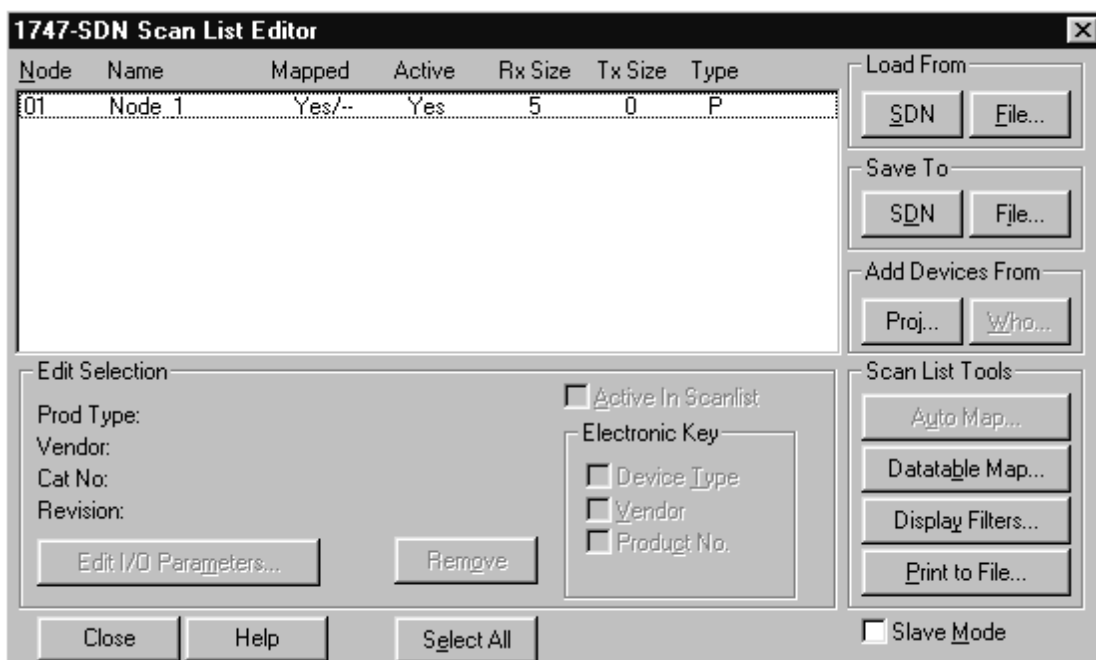 1747-SDN Scan List Editor
Node Name Mapped Active Rx Size Tx Size Type
01 Node 1 Yes/-- Yes 5 0 P
Load From
SDN File...
Save To
SDN File...
Add Devices From
Proj... Who...
Edit Selection
Prod Type:
Vendor:
Cat No:
Revision:
Edit I/O Parameters...
Remove
Active In Scanlist
Electronic Key
Device Type
Vendor
Product No.
Scan List Tools
Auto Map...
Datatable Map...
Display Filters...
Print to File...
Close Help Select All
Slave Mode